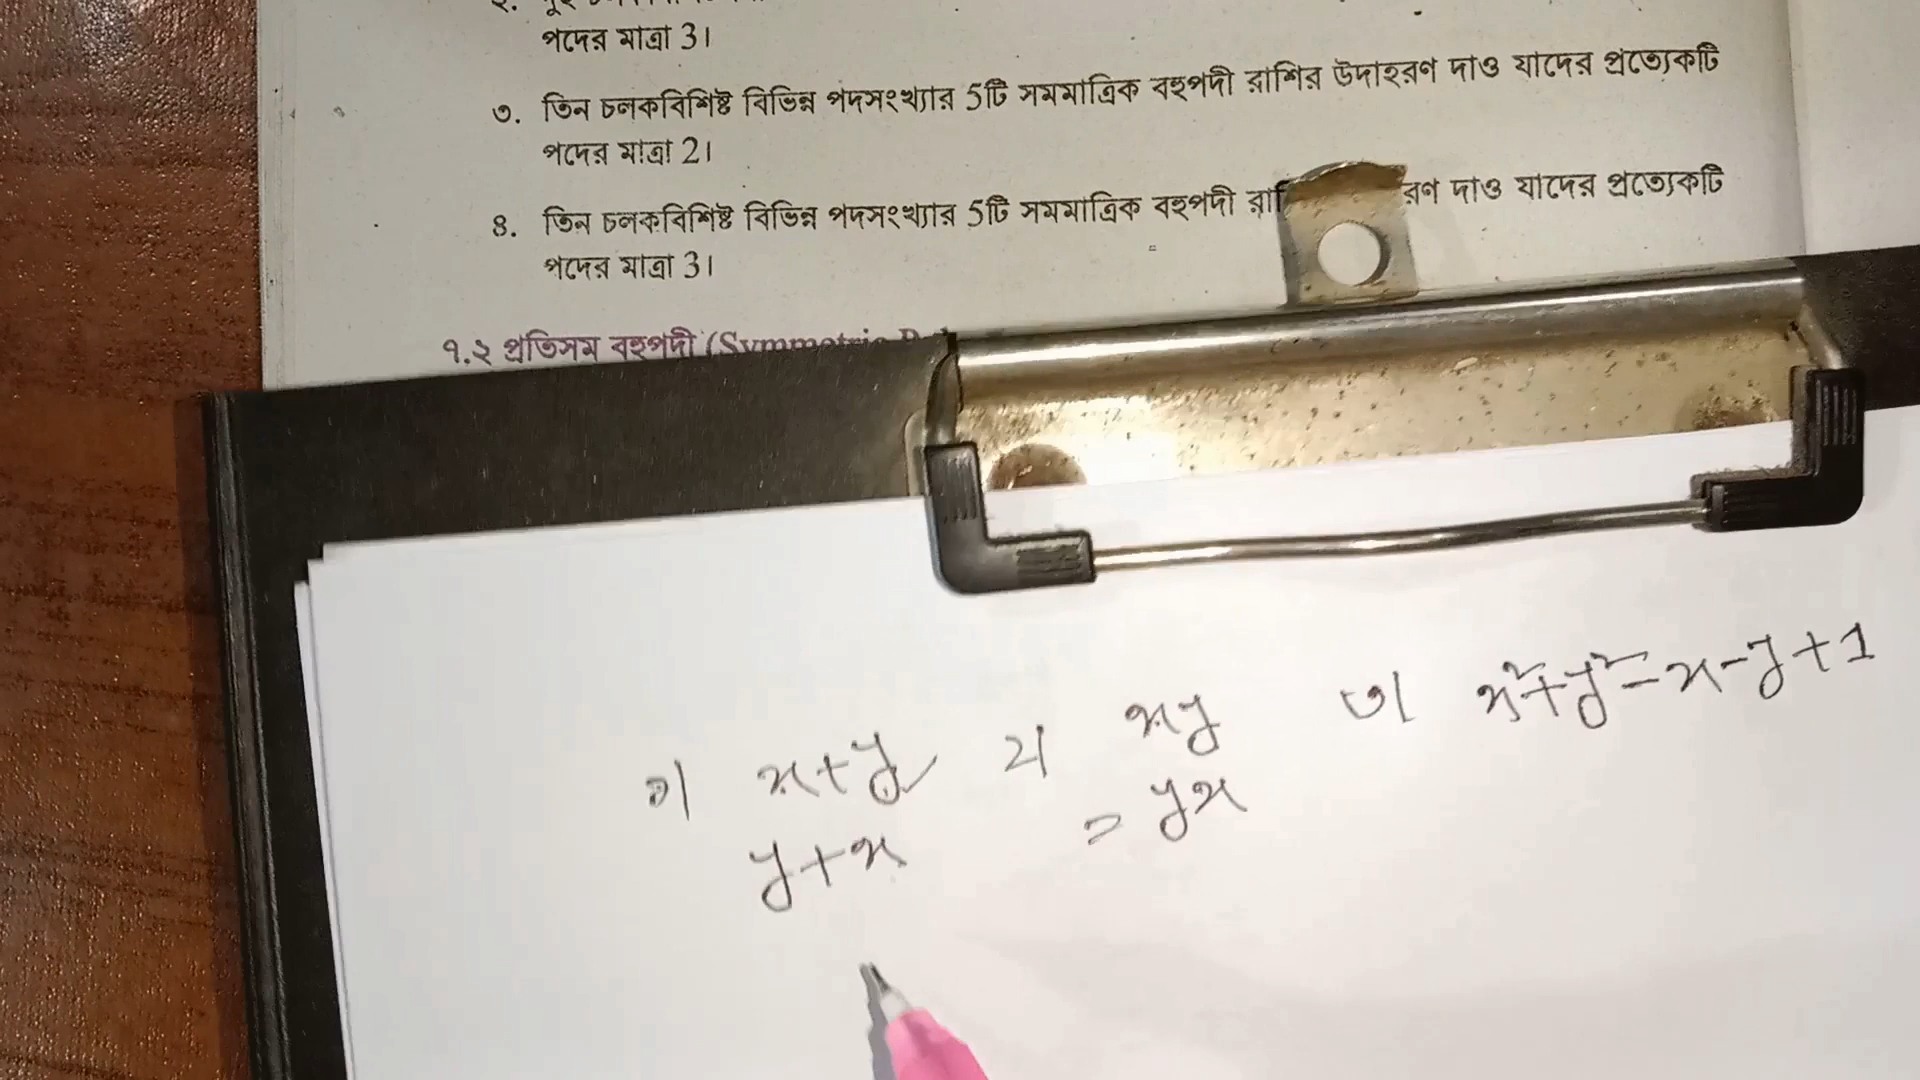 পদের মাত্রা 3।
৩. তিন চলকবিশিষ্ট বিভিন্ন পদসংখ্যার 5টি সমমাত্রিক বহুপদী রাশির উদাহরণ দাও যাদের প্রত্যেকটি
পদের মাত্রা 2।
৪. তিন চলকবিশিষ্ট বিভিন্ন পদসংখ্যার 5টি সমমাত্রিক বহুপদী দাও যাদের প্রত্যেকটি
পদের মাত্রা 3।
৭.২ প্রতিসম বহুপদী (Symmetric
১। x+y ২। xy ৩। x²+y²-x-y+1
y+x = yx